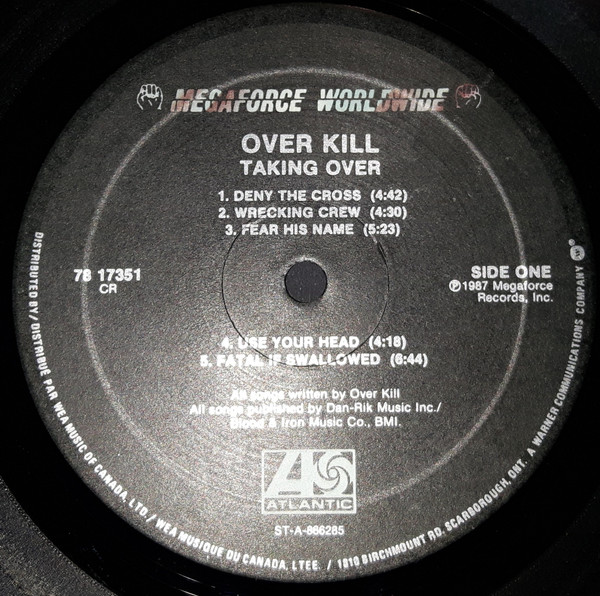 MEGAFORCE WORLDWIDE
OVER KILL
TAKING OVER
1. DENY THE CROSS (4:42)
2. WRECKING CREW (4:30)
3. FEAR HIS NAME (5:23)
78 17351
CR
SIDE ONE
℗1987 Megaforce
Records, Inc.
4. USE YOUR HEAD (4:18)
5. FATAL IF SWALLOWED (6:44)
All songs written by Over Kill
All songs published by Dan-Rik Music Inc./
Blood & Iron Music Co., BMI.
ATLANTIC
ST-A-866285
DISTRIBUTED BY/DISTRIBUÉ PAR WEA MUSIC OF CANADA, LTD./WEA MUSIQUE DU CANADA, LTEE. / 1810 BIRCHMOUNT RD, SCARBOROUGH, ONT. A WARNER COMMUNICATIONS COMPANY